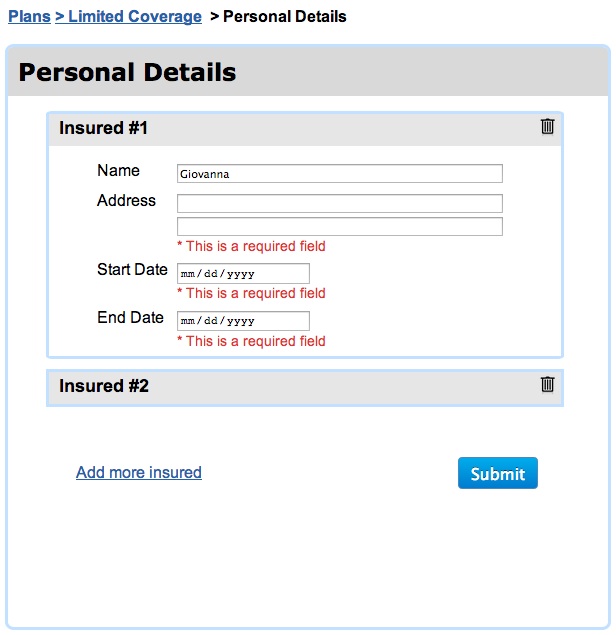 Plans > Limited Coverage > Personal Details
Personal Details
Insured #1
Name
Giovanna
Address
* This is a required field
Start Date
mm/dd/yyyy
* This is a required field
End Date
mm/dd/yyyy
* This is a required field
Insured #2
Add more insured
Submit